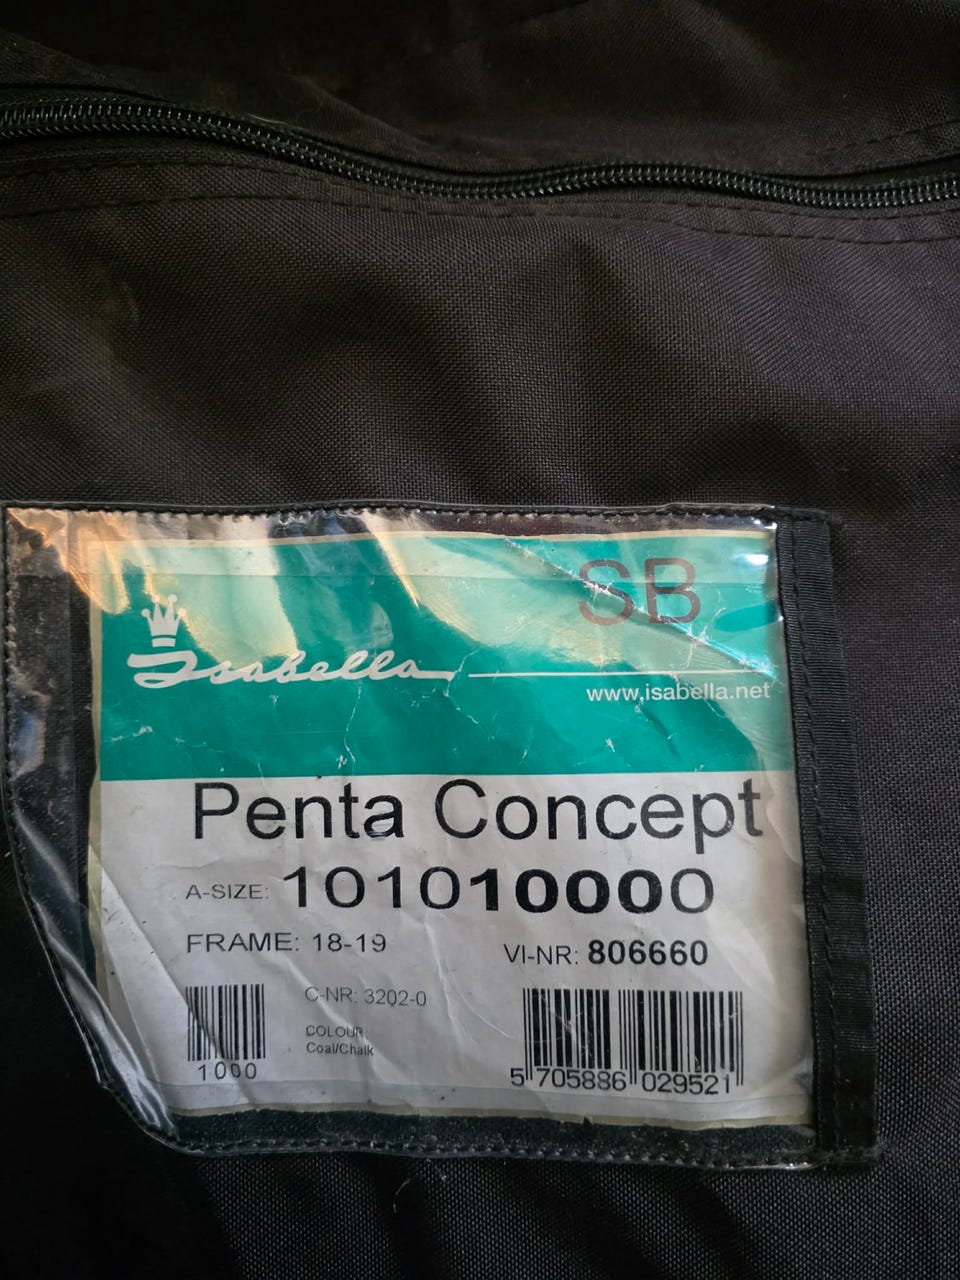 SB
Isabella
www.isabella.net
Penta Concept
A-SIZE: 101010000
FRAME: 18-19 VI-NR: 806660
C-NR: 3202-0
COLOUR:
Coal/Chalk
1000
5 705886 029521